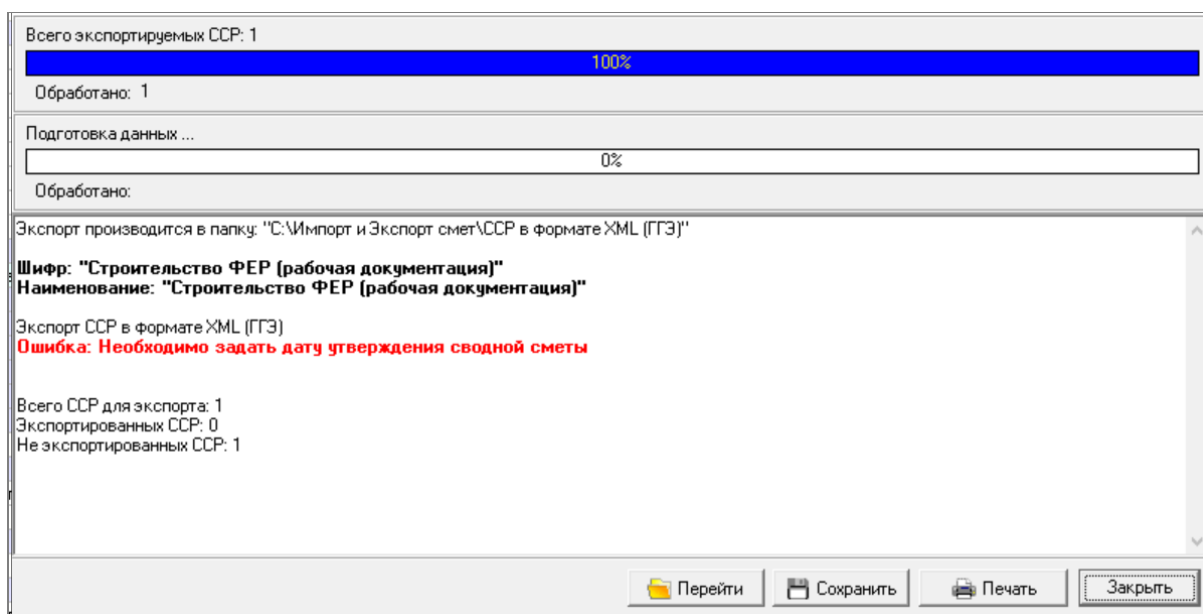 Всего экспортируемых ССР: 1
100%
Обработано: 1
Подготовка данных ...
0%
Обработано:
Экспорт производится в папку: "C:\Импорт и Экспорт смет\ССР в формате XML (ГГЭ)"
Шифр: "Строительство ФЕР (рабочая документация)"
Наименование: "Строительство ФЕР (рабочая документация)"
Экспорт ССР в формате XML (ГГЭ)
Ошибка: Необходимо задать дату утверждения сводной сметы
Всего ССР для экспорта: 1
Экспортированных ССР: 0
Не экспортированных ССР: 1
Перейти Сохранить Печать Закрыть